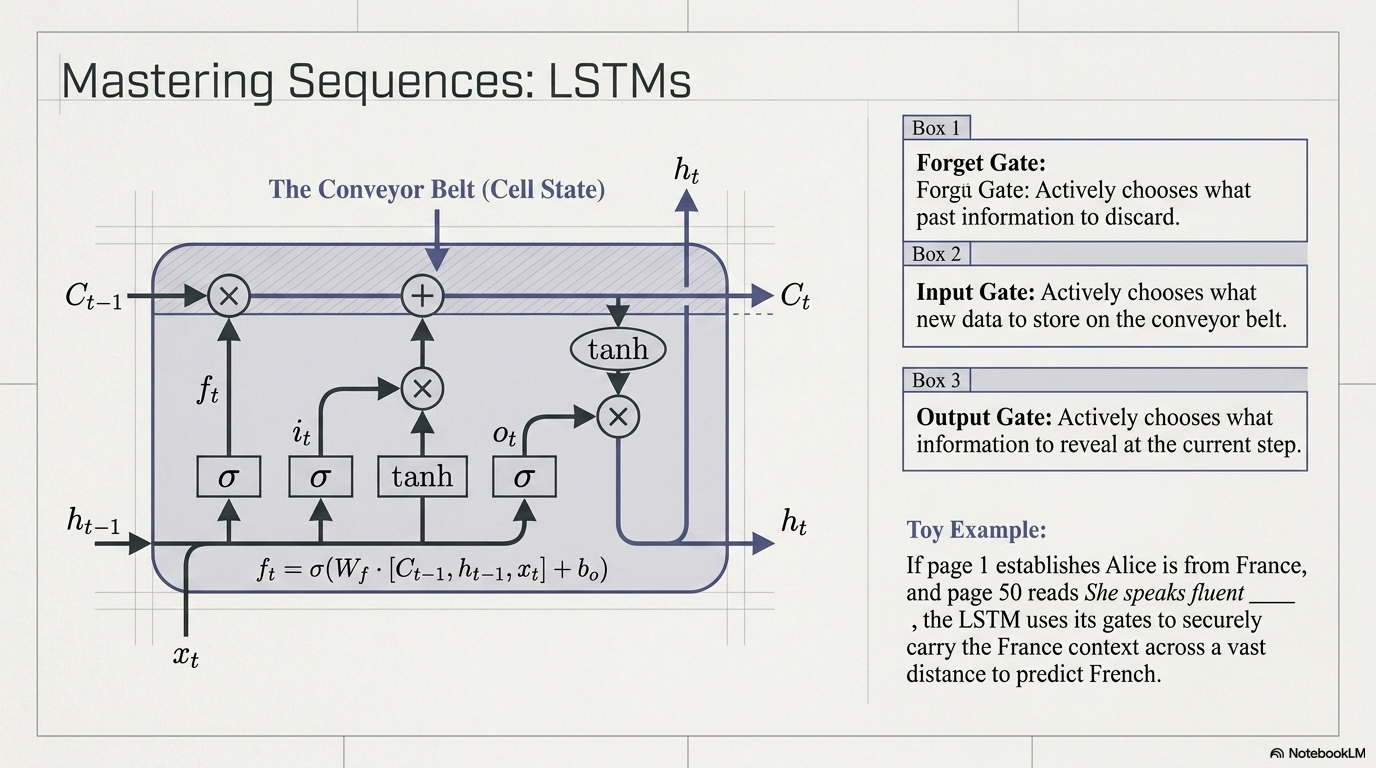 Mastering Sequences: LSTMs
The Conveyor Belt (Cell State)
h_t
C_{t-1}
×
+
C_t
tanh
f_t
×
i_t
o_t
×
σ
σ
tanh
σ
h_{t-1}
h_t
f_t = σ(W_f · [C_{t-1}, h_{t-1}, x_t] + b_o)
x_t
Box 1
Forget Gate:
Gate: Actively chooses what
past information to discard.
Box 2
Input Gate: Actively chooses what
new data to store on the conveyor belt.
Box 3
Output Gate: Actively chooses what
information to reveal at the current step.
Toy Example:
If page 1 establishes Alice is from France,
and page 50 reads She speaks fluent ____
, the LSTM uses its gates to securely
carry the France context across a vast
distance to predict French.
NotebookLM